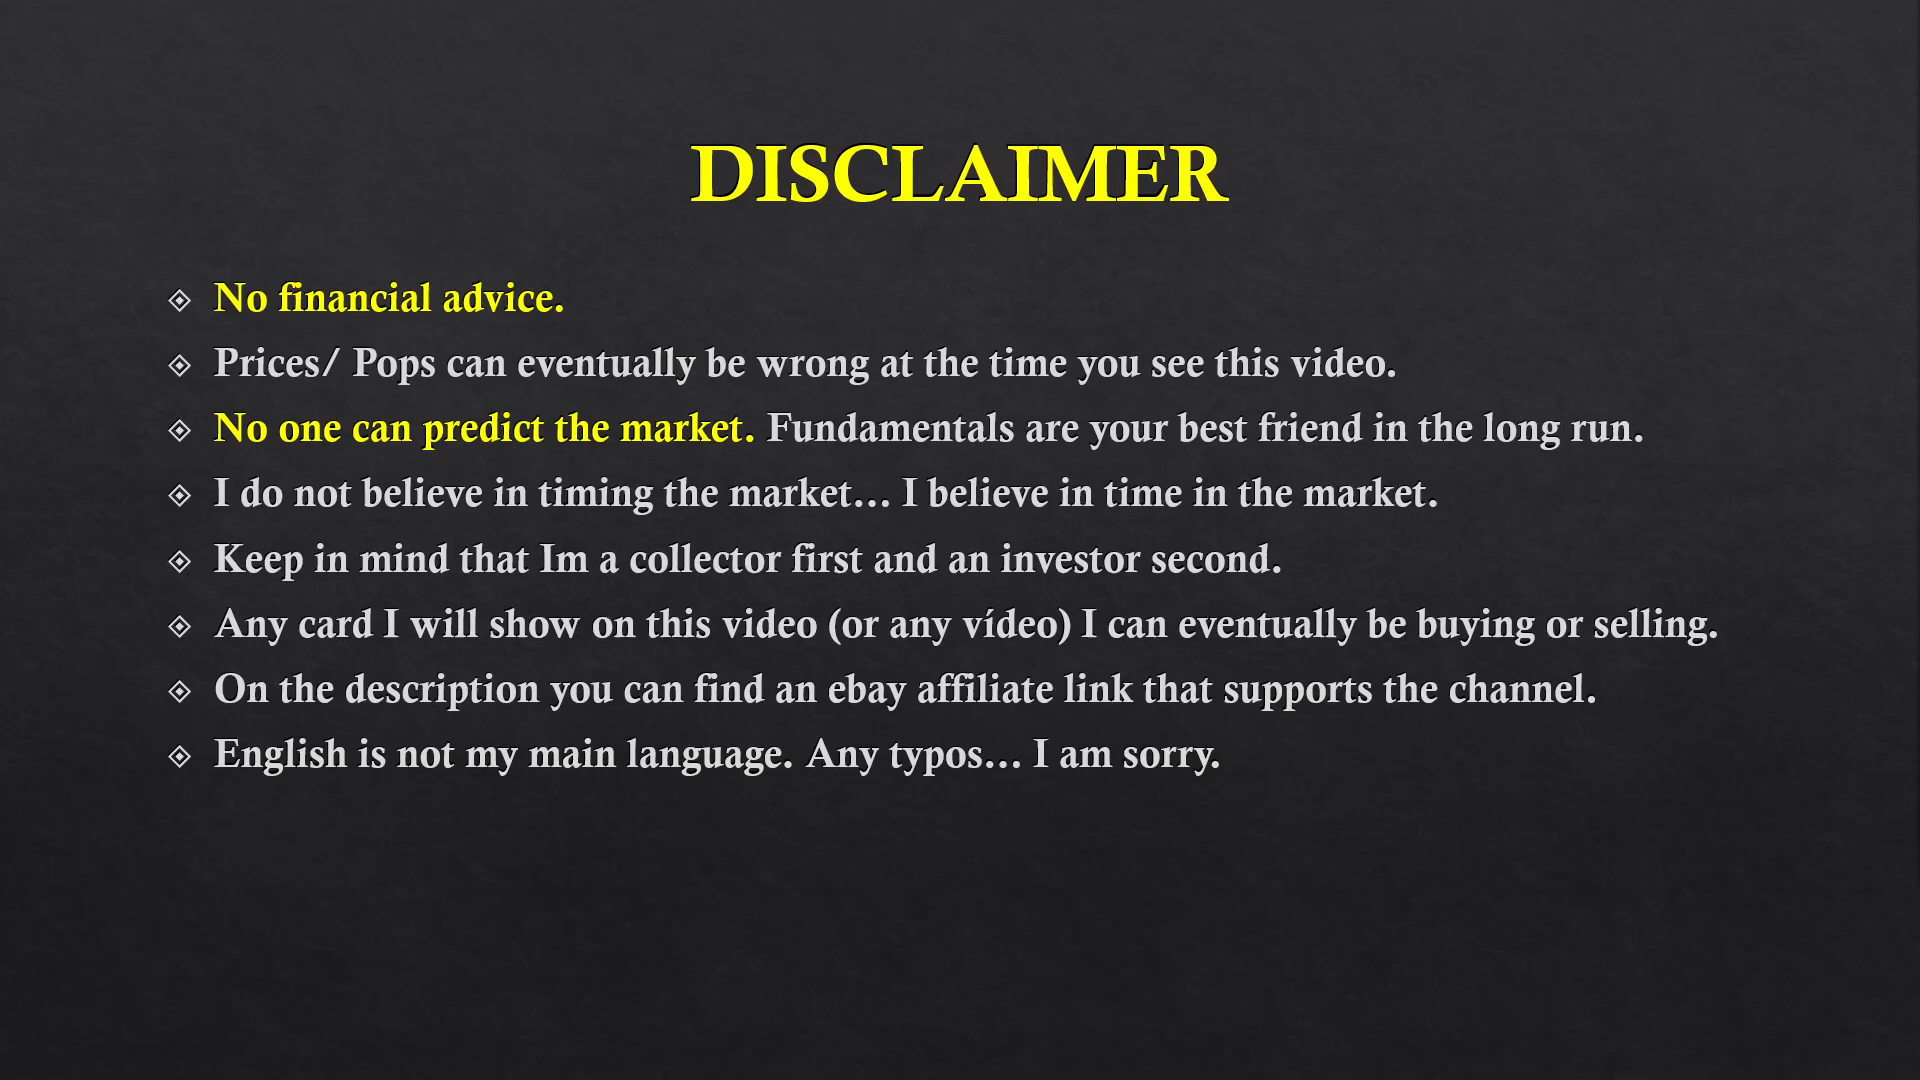 DISCLAIMER
No financial advice.
Prices/ Pops can eventually be wrong at the time you see this video.
No one can predict the market. Fundamentals are your best friend in the long run.
I do not believe in timing the market… I believe in time in the market.
Keep in mind that Im a collector first and an investor second.
Any card I will show on this video (or any vídeo) I can eventually be buying or selling.
On the description you can find an ebay affiliate link that supports the channel.
English is not my main language. Any typos… I am sorry.